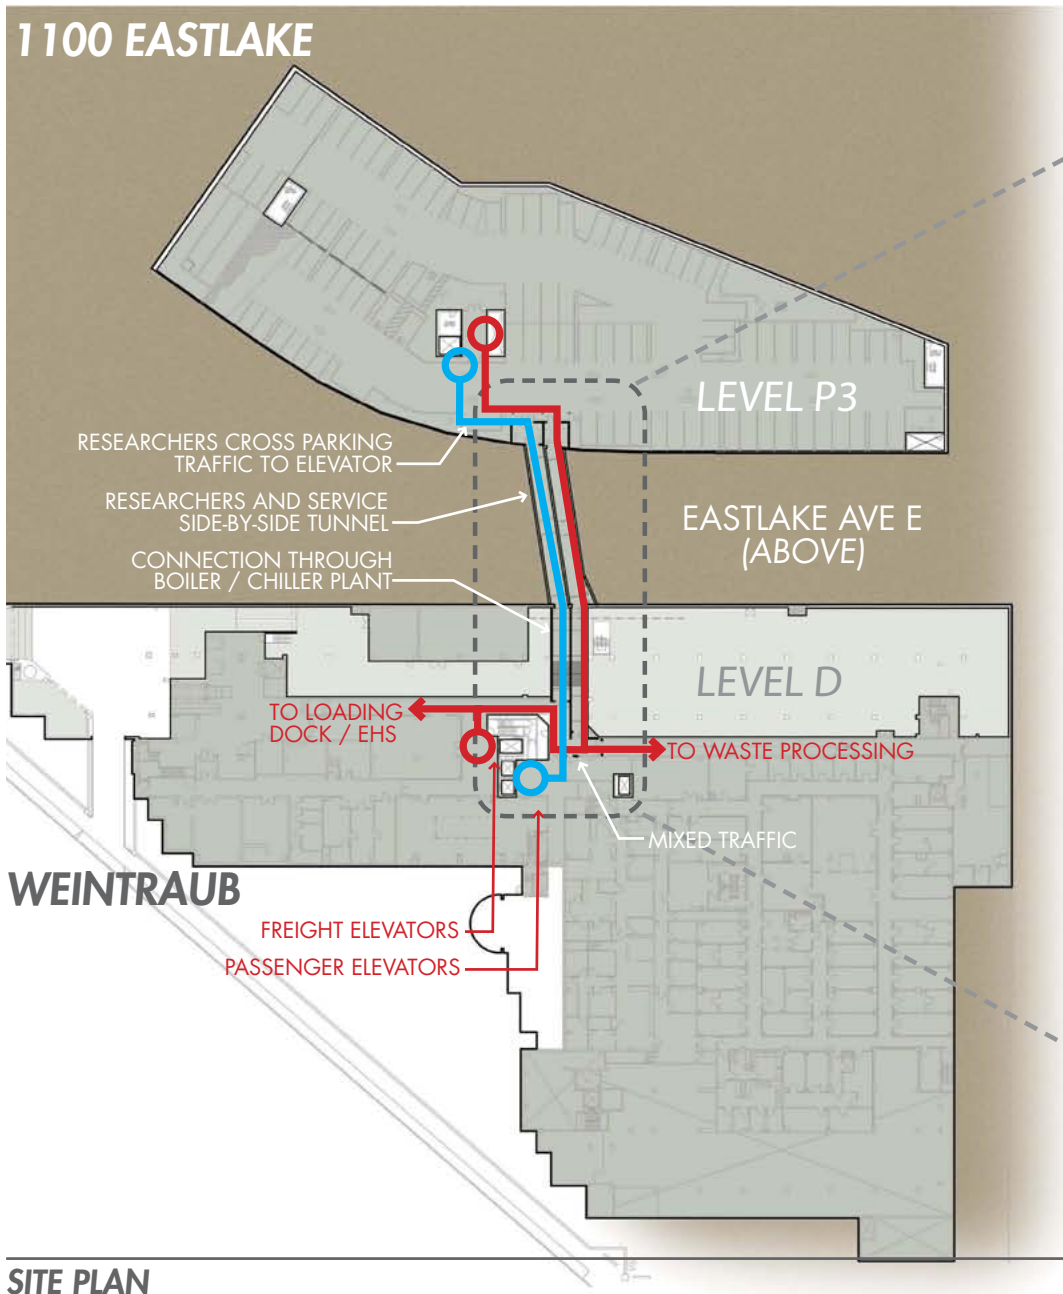 1100 EASTLAKE
LEVEL P3
RESEARCHERS CROSS PARKING
TRAFFIC TO ELEVATOR
RESEARCHERS AND SERVICE
SIDE-BY-SIDE TUNNEL
EASTLAKE AVE E
(ABOVE)
CONNECTION THROUGH
BOILER / CHILLER PLANT
LEVEL D
TO LOADING
DOCK / EHS
TO WASTE PROCESSING
MIXED TRAFFIC
WEINTRAUB
FREIGHT ELEVATORS
PASSENGER ELEVATORS
SITE PLAN